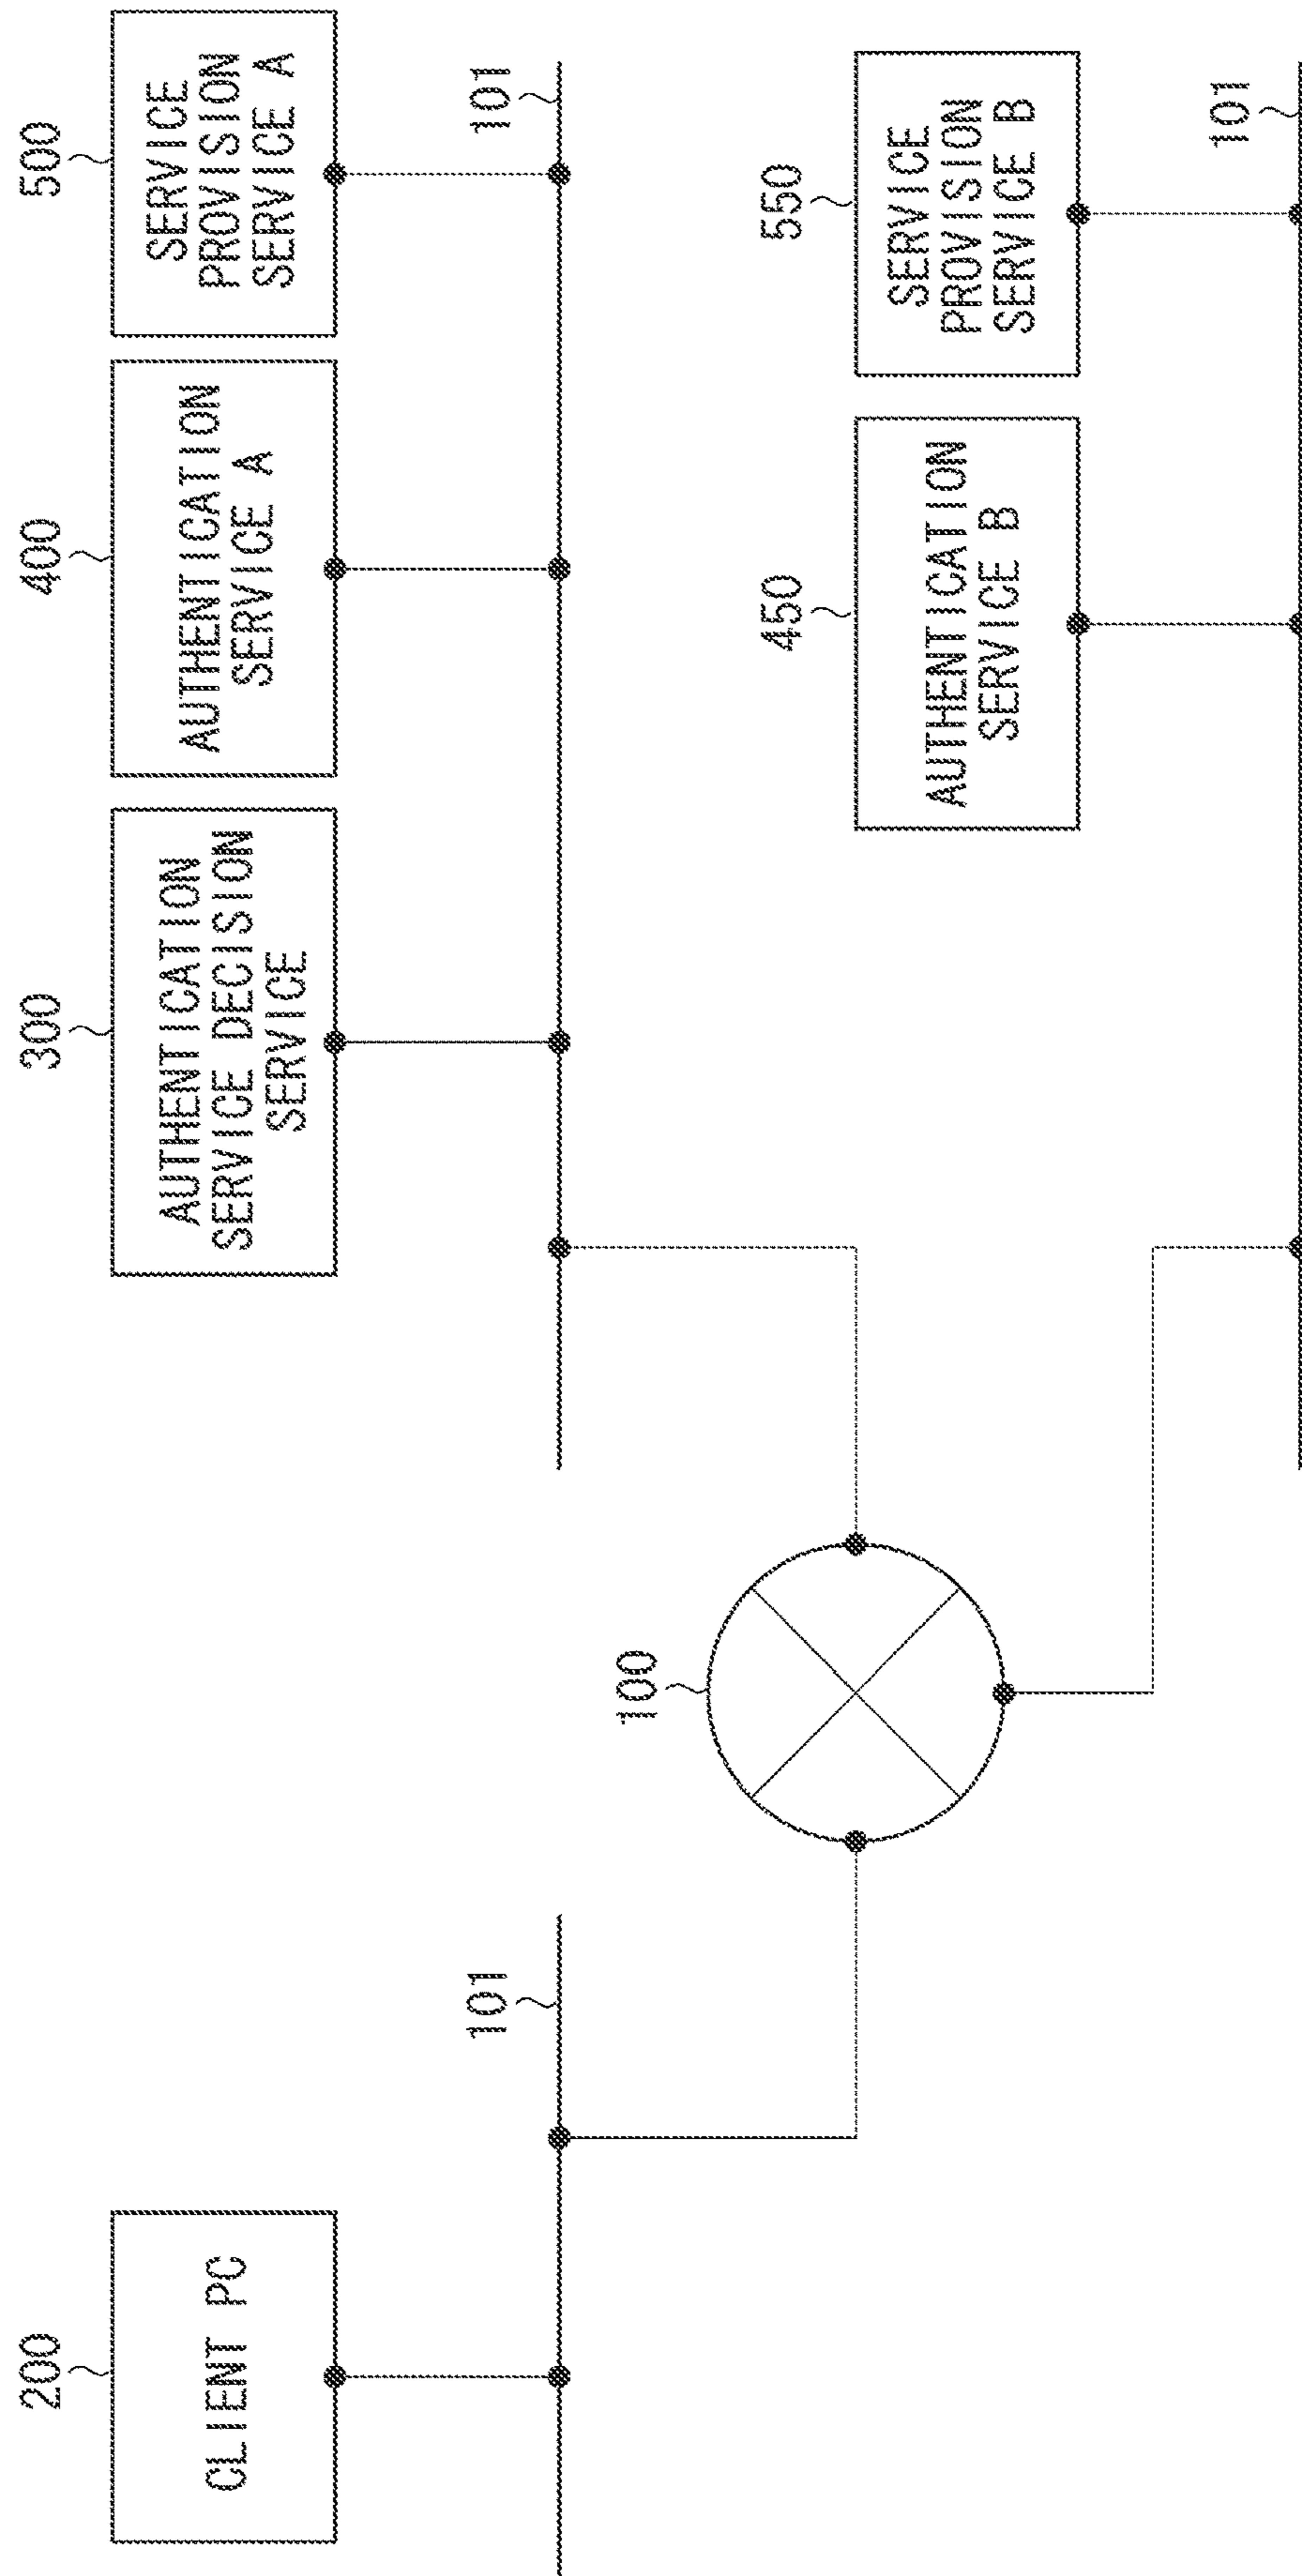 200
CLIENT PC
101
100
300
AUTHENTICATION
SERVICE DECISION
SERVICE
400
AUTHENTICATION
SERVICE A
500
SERVICE
PROVISION
SERVICE A
101
450
AUTHENTICATION
SERVICE B
550
SERVICE
PROVISION
SERVICE B
101